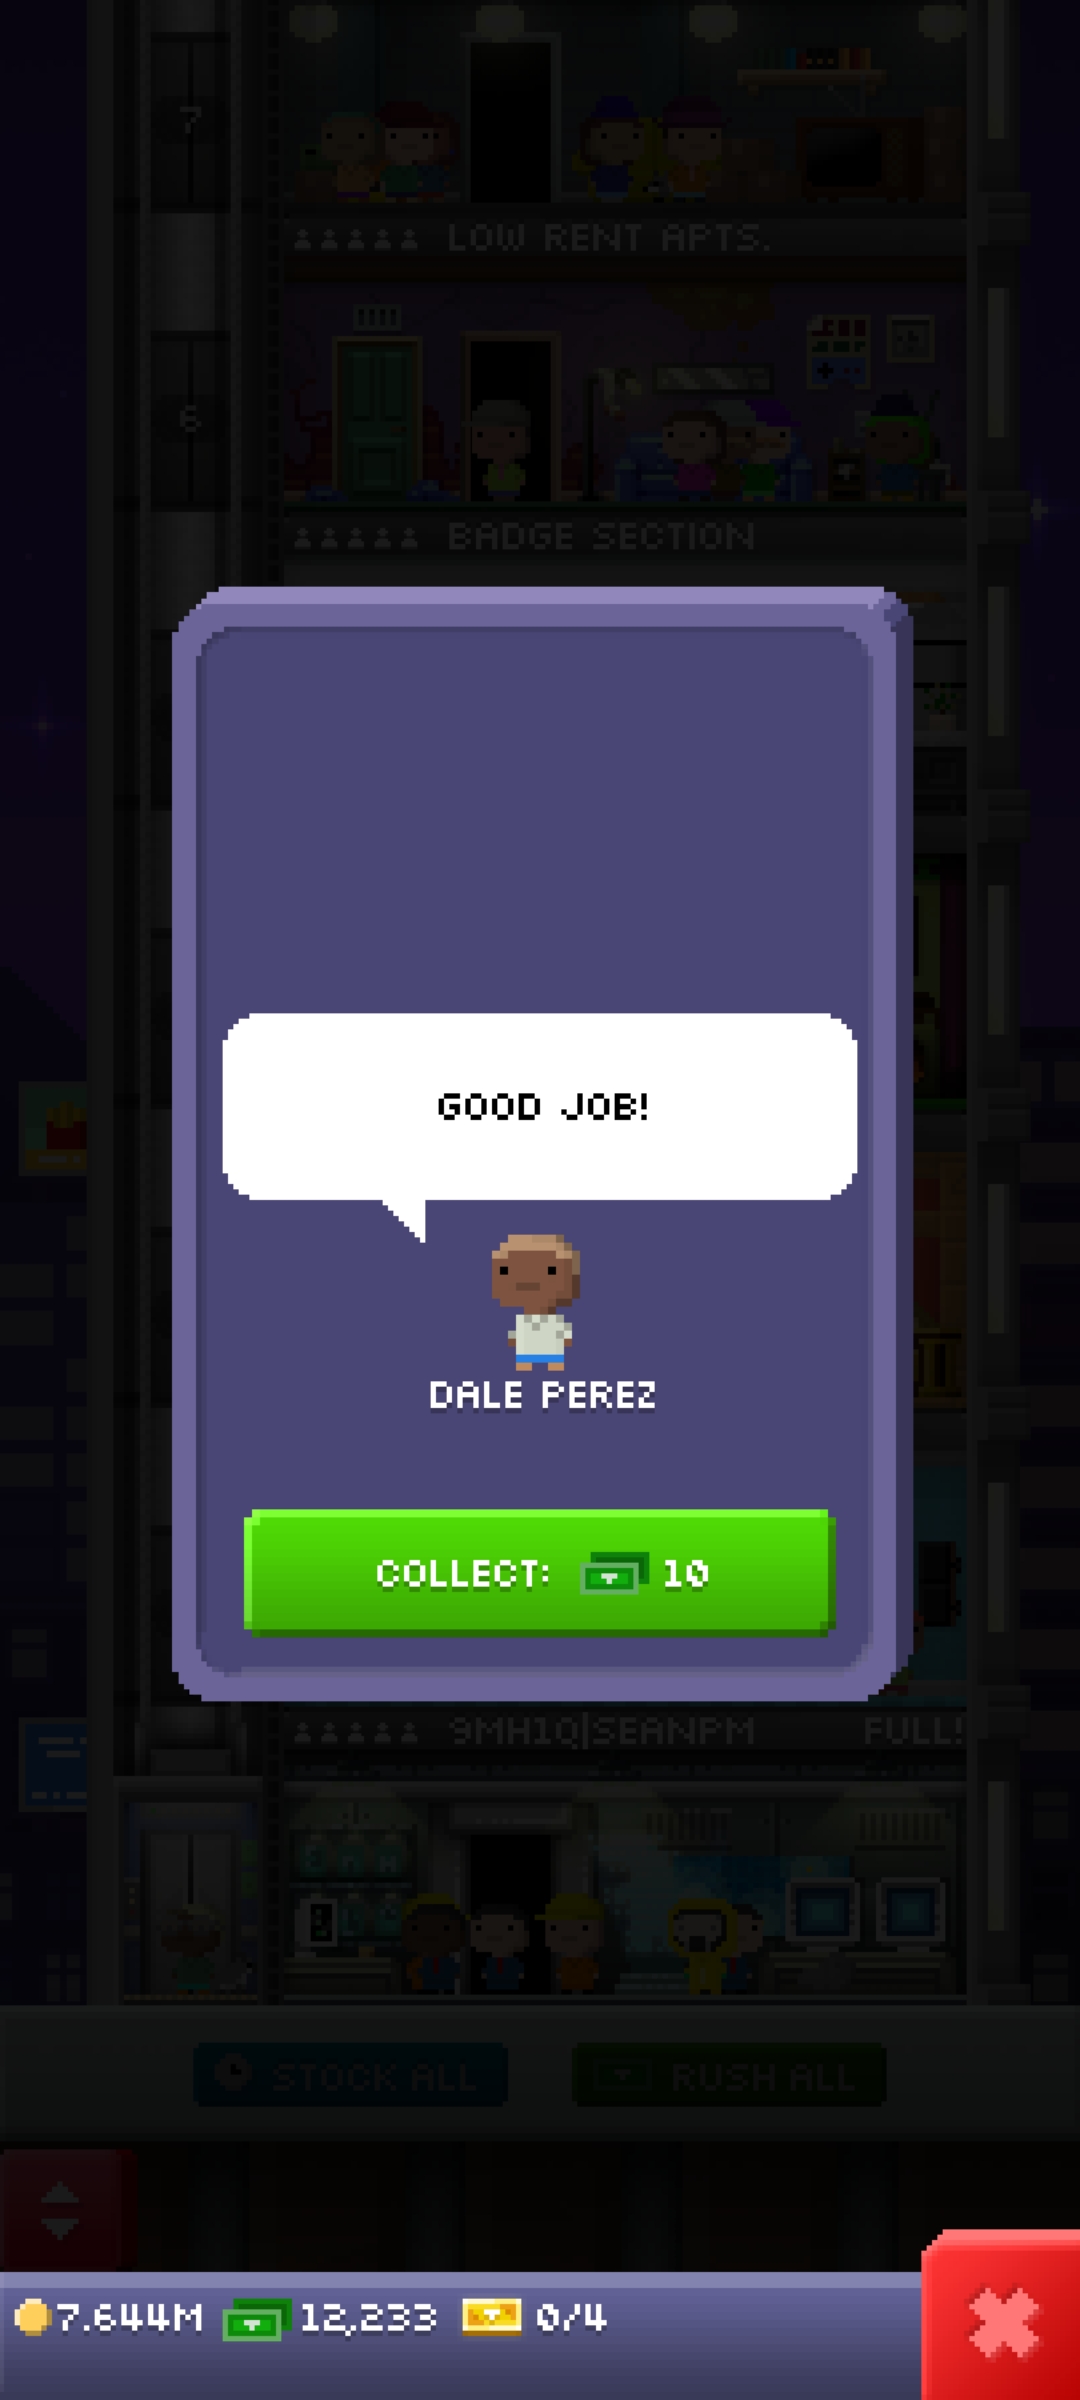 7
LOW RENT APTS.
6
BADGE SECTION
GOOD JOB!
DALE PEREZ
COLLECT: 10
9MH1Q|SEANPM FULL!
STOCK ALL RUSH ALL
7.644M 12,233 0/4